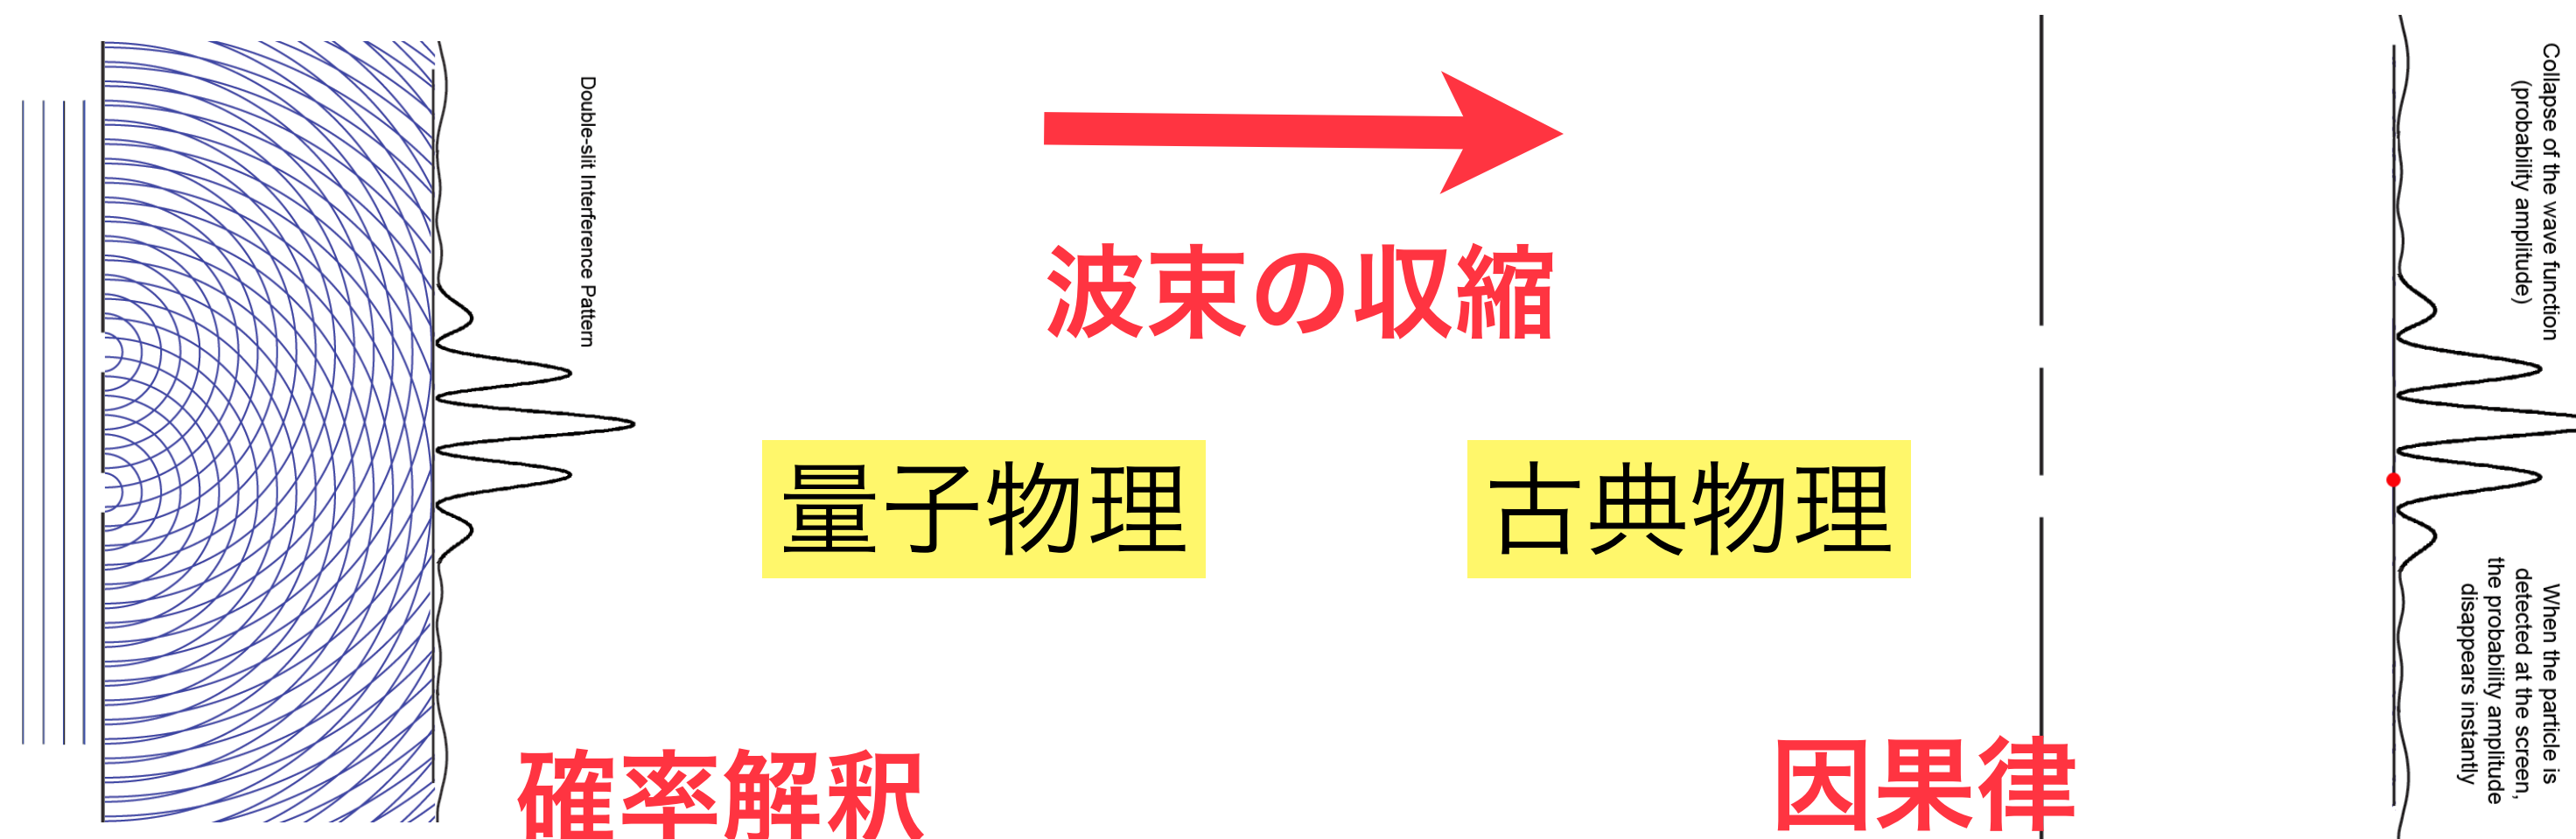 Double-slit Interference Pattern
波束の収縮
量子物理
古典物理
確率解釈
因果律
Collapse of the wave function
(probability amplitude)
When the particle is
detected at the screen,
the probability amplitude
disappears instantly